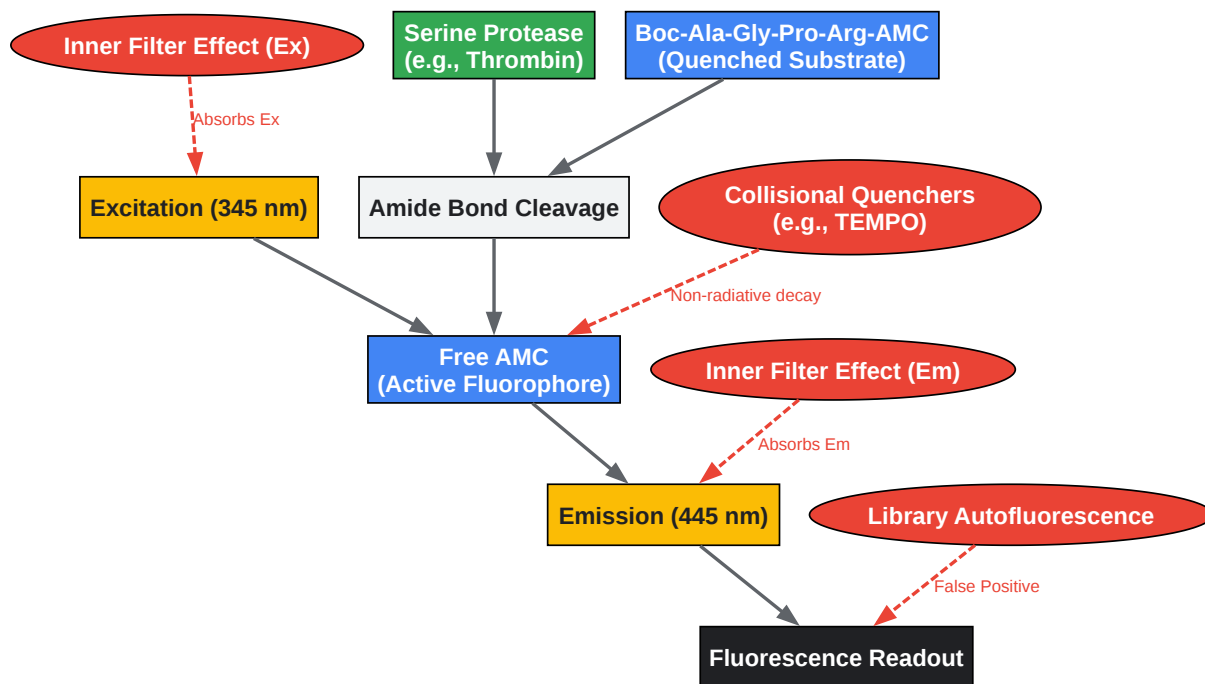 Inner Filter Effect (Ex)
Serine Protease
(e.g., Thrombin)
Boc-Ala-Gly-Pro-Arg-AMC
(Quenched Substrate)
Absorbs Ex
Excitation (345 nm)
Amide Bond Cleavage
Collisional Quenchers
(e.g., TEMPO)
Non-radiative decay
Free AMC
(Active Fluorophore)
Inner Filter Effect (Em)
Absorbs Em
Emission (445 nm)
Library Autofluorescence
False Positive
Fluorescence Readout